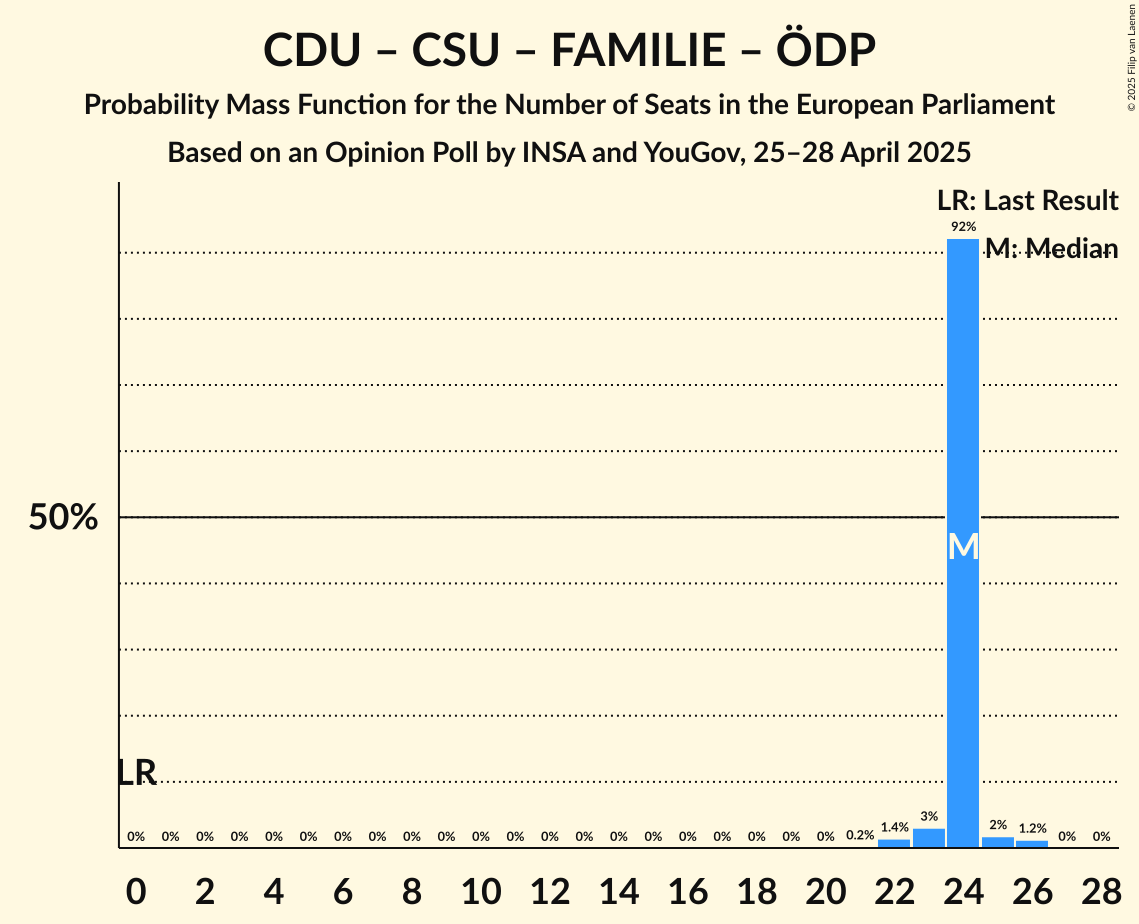 CDU – CSU – FAMILIE – ÖDP
Probability Mass Function for the Number of Seats in the European Parliament
Based on an Opinion Poll by INSA and YouGov, 25–28 April 2025
© 2025 Filip van Laenen
LR: Last Result
92%
M: Median
50%
M
LR
0% 0% 0% 0% 0% 0% 0% 0% 0% 0% 0% 0% 0% 0% 0% 0% 0% 0% 0% 0% 0% 0.2% 1.4% 3% 2% 1.2% 0% 0%
0 2 4 6 8 10 12 14 16 18 20 22 24 26 28